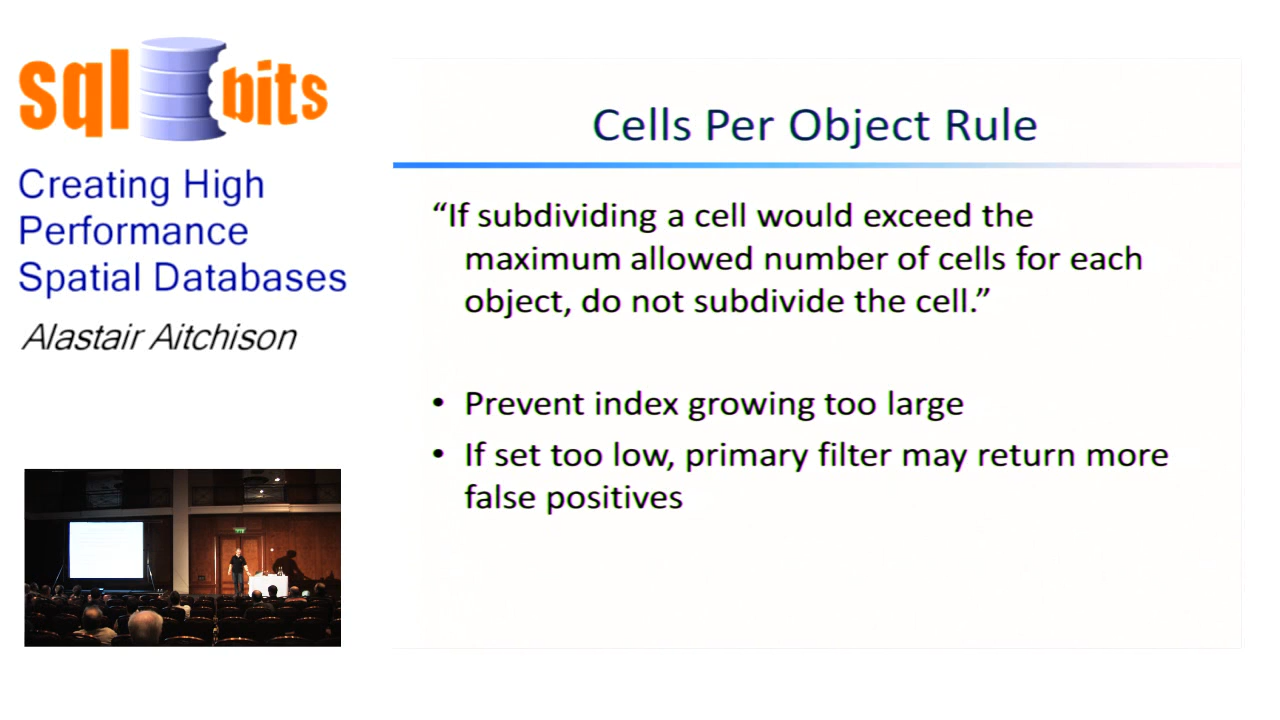 sql bits
Creating High
Performance
Spatial Databases
Alastair Aitchison
Cells Per Object Rule
“If subdividing a cell would exceed the
maximum allowed number of cells for each
object, do not subdivide the cell.”
• Prevent index growing too large
• If set too low, primary filter may return more
false positives